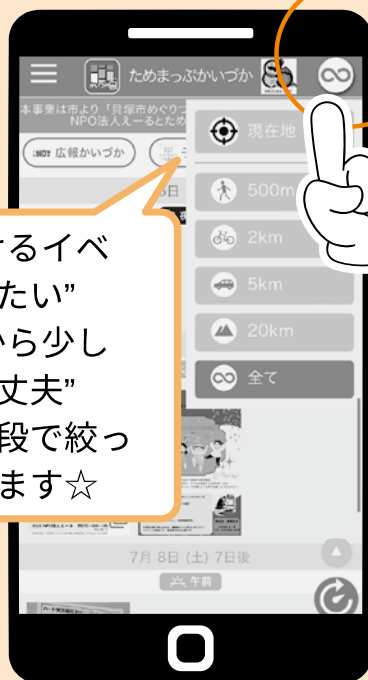 ためまっぷかいづか
本事業は市より「貝塚市めぐりつ
NPO法人えーるとため
広報かいづか
現在地
500m
2km
5km
20km
全て
けるイベ
たい”
から少し
丈夫”
段で絞っ
ます☆
7月 8日 (土) 7日後
午前